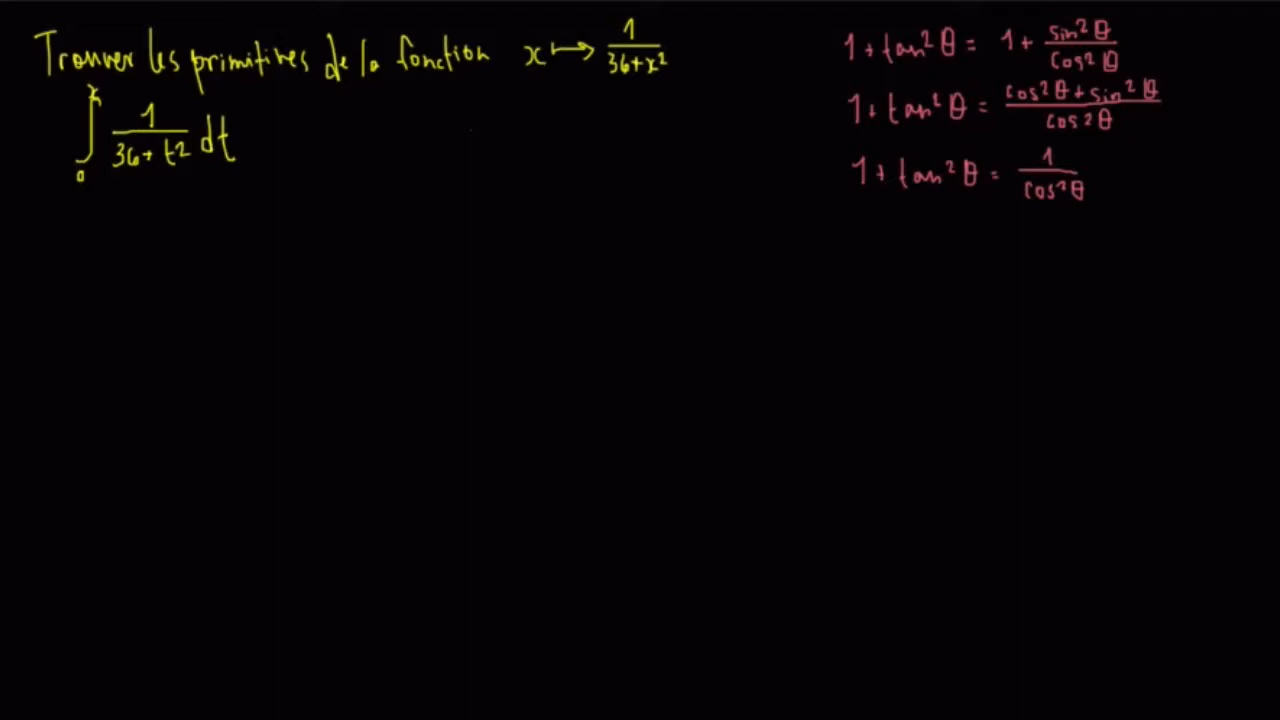 Trouver les primitives de la fonction x ⟼ 1/(36+x²)
∫₀ˣ 1/(36+t²) dt
1+tan²θ = 1+ sin²θ/cos²θ
1+tan²θ = (cos²θ+sin²θ)/cos²θ
1+tan²θ = 1/cos²θ